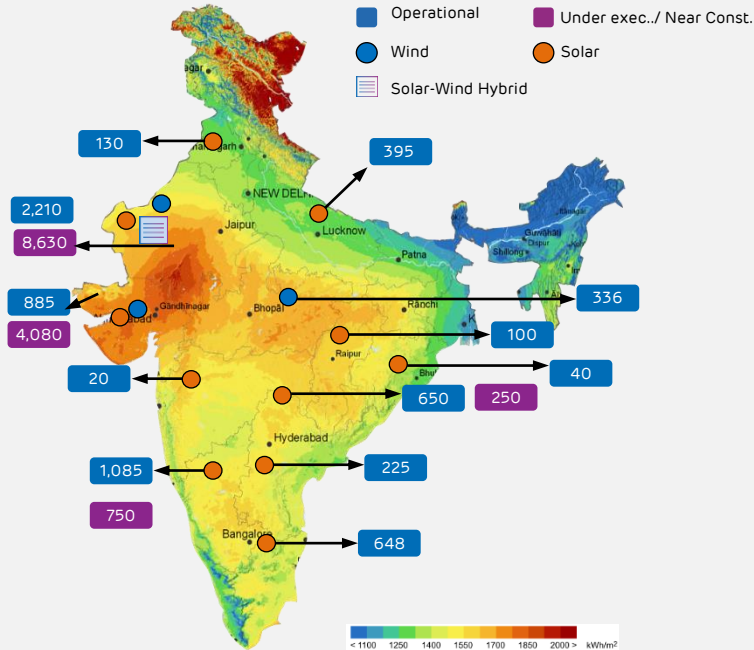 Operational
Under exec../ Near Const.
Wind
Solar
Solar-Wind Hybrid
130
395
NEW DELHI
2,210
8,630
Jaipur
Lucknow
Patna
Itanagar
Guwahati
Dispur
Shillong
885
4,080
Gandhinagar
Bhopal
Ranchi
336
100
Raipur
40
20
650
250
Hyderabad
1,085
225
750
Bangalore
648
< 1100 1250 1400 1550 1700 1850 2000 > kWh/m²